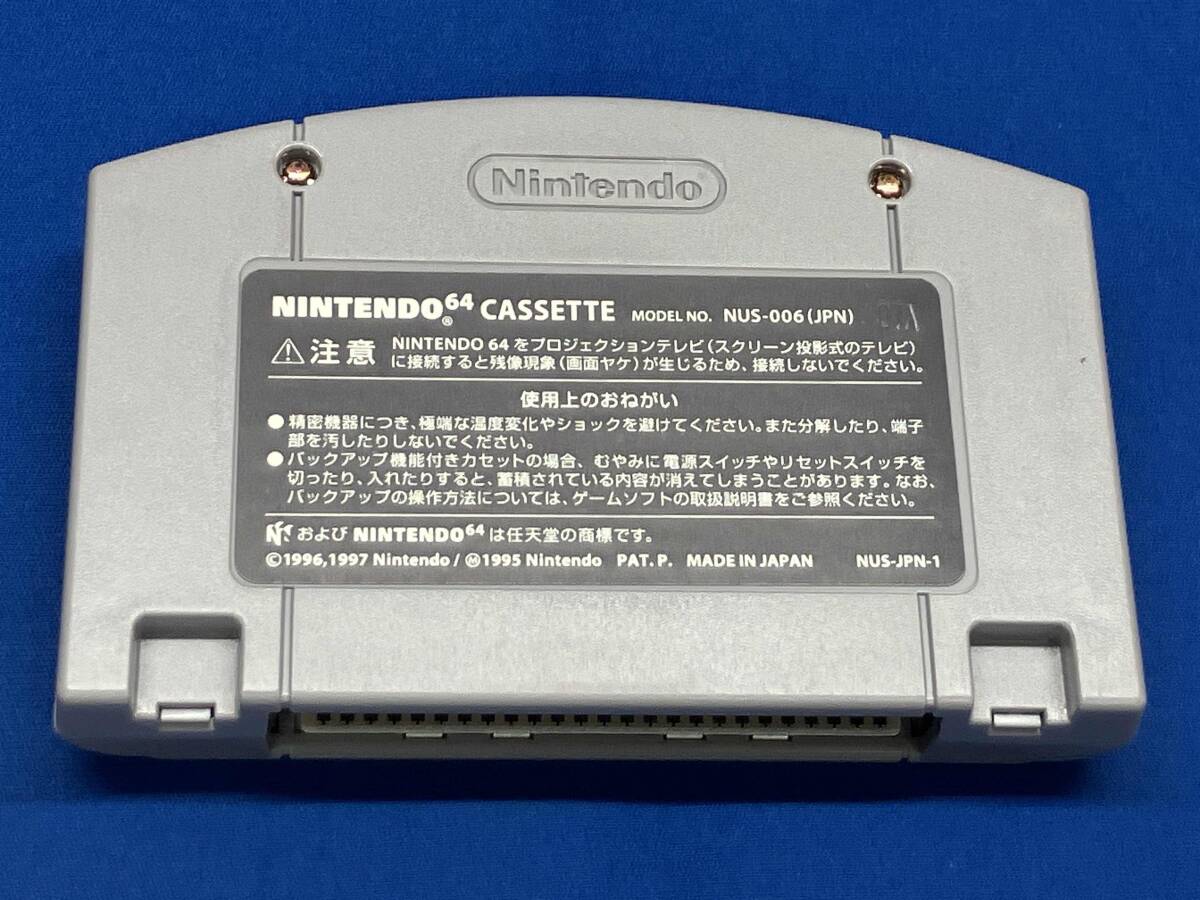 Nintendo
NINTENDO64® CASSETTE MODEL NO. NUS-006(JPN)
⚠注意 NINTENDO 64をプロジェクションテレビ(スクリーン投影式のテレビ)
に接続すると残像現象(画面ヤケ)が生じるため、接続しないでください。
使用上のおねがい
●精密機器につき、極端な温度変化やショックを避けてください。また分解したり、端子
部を汚したりしないでください。
●バックアップ機能付きカセットの場合、むやみに電源スイッチやリセットスイッチを
切ったり、入れたりすると、蓄積されている内容が消えてしまうことがあります。なお、
バックアップの操作方法については、ゲームソフトの取扱説明書をご参照ください。
および NINTENDO64 は任天堂の商標です。
©1996,1997 Nintendo/Ⓜ1995 Nintendo PAT.P. MADE IN JAPAN NUS-JPN-1